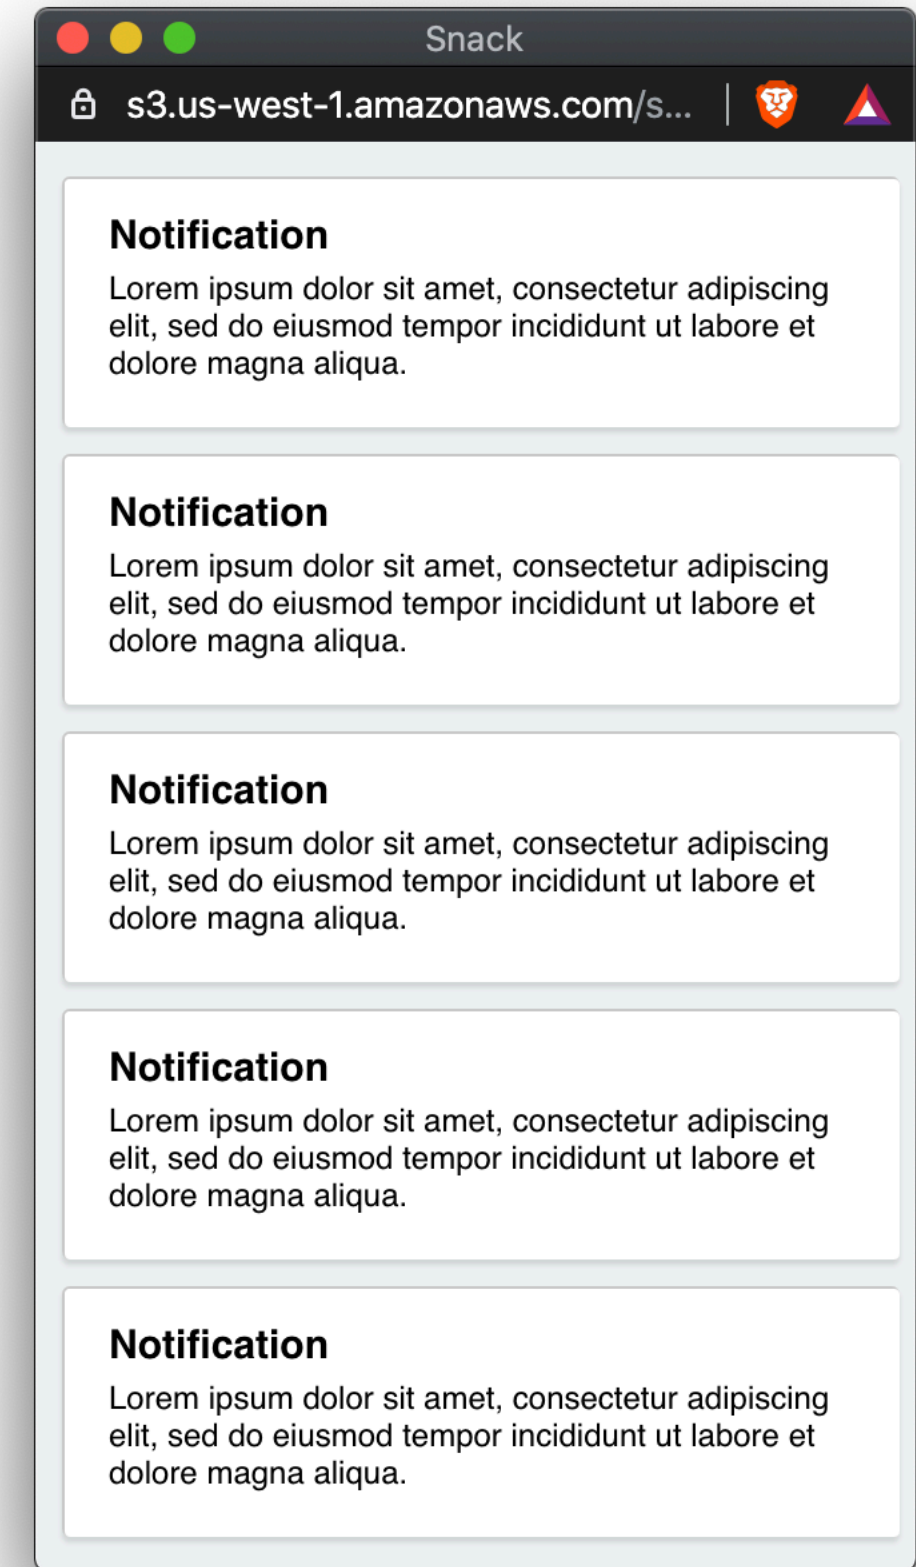 Snack
s3.us-west-1.amazonaws.com/s...
Notification
Lorem ipsum dolor sit amet, consectetur adipiscing
elit, sed do eiusmod tempor incididunt ut labore et
dolore magna aliqua.
Notification
Lorem ipsum dolor sit amet, consectetur adipiscing
elit, sed do eiusmod tempor incididunt ut labore et
dolore magna aliqua.
Notification
Lorem ipsum dolor sit amet, consectetur adipiscing
elit, sed do eiusmod tempor incididunt ut labore et
dolore magna aliqua.
Notification
Lorem ipsum dolor sit amet, consectetur adipiscing
elit, sed do eiusmod tempor incididunt ut labore et
dolore magna aliqua.
Notification
Lorem ipsum dolor sit amet, consectetur adipiscing
elit, sed do eiusmod tempor incididunt ut labore et
dolore magna aliqua.